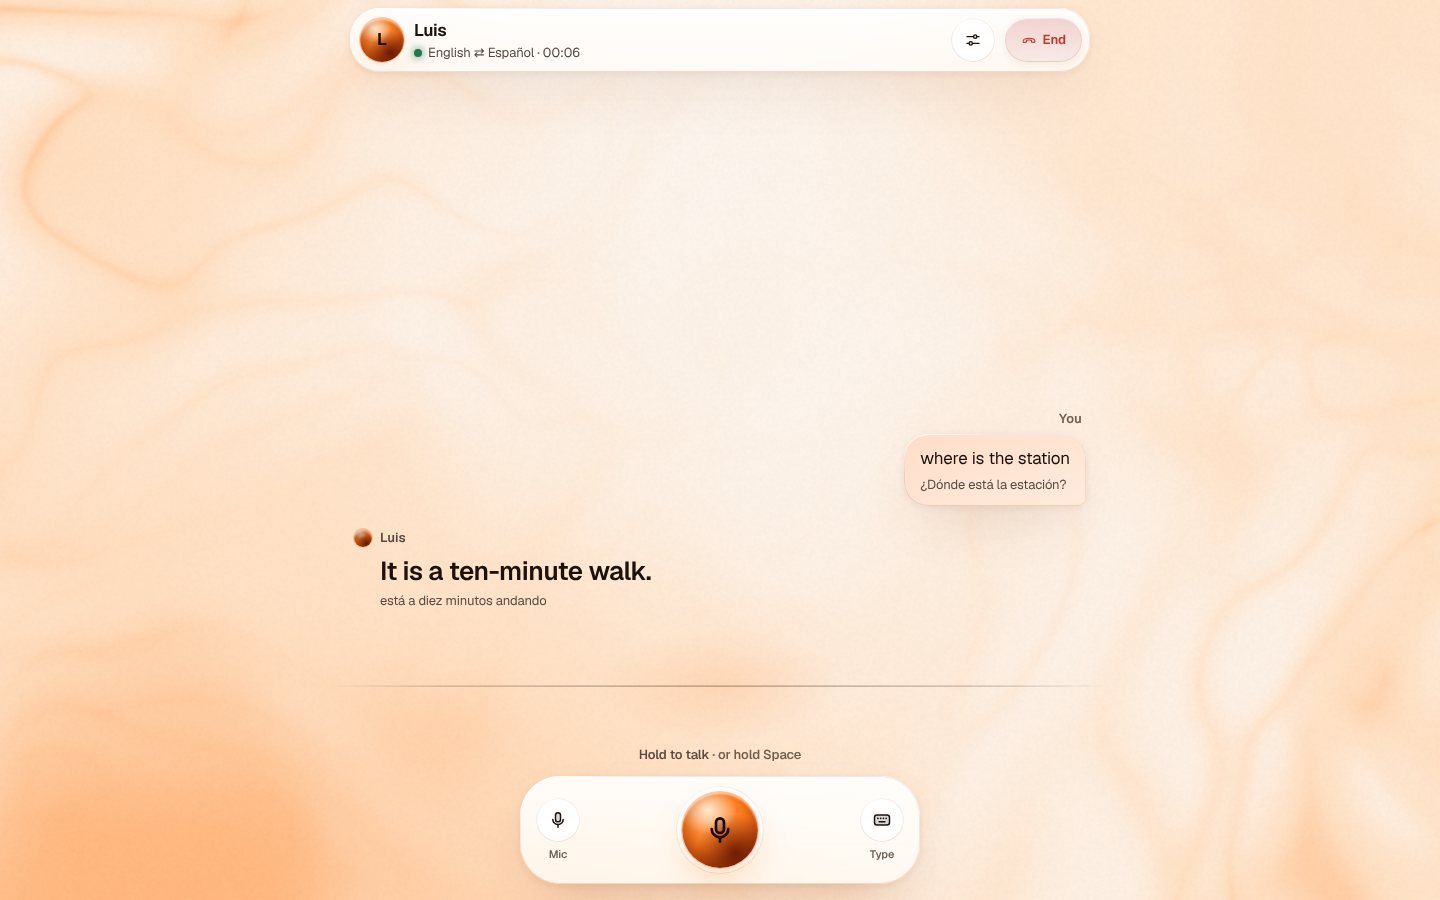 L
Luis
English ⇄ Español · 00:06
End
You
where is the station
¿Dónde está la estación?
Luis
It is a ten-minute walk.
está a diez minutos andando
Hold to talk · or hold Space
Mic
Type